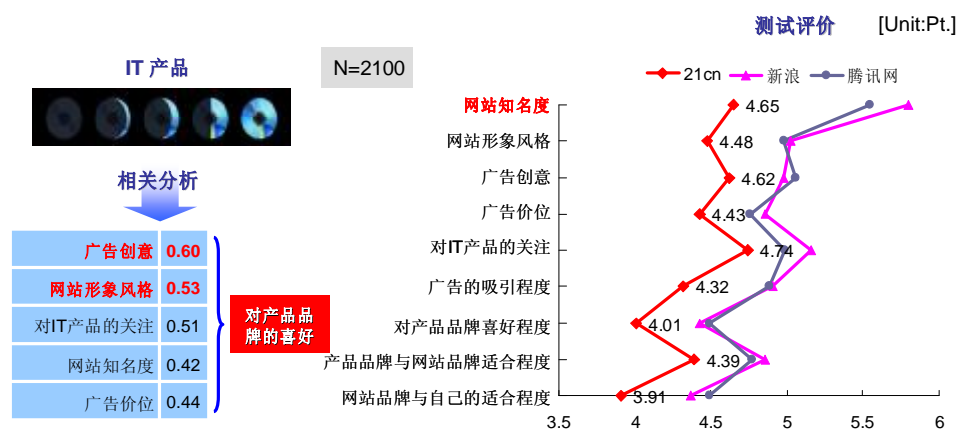 测试评价 [Unit:Pt.]
IT 产品
N=2100
21cn 新浪 腾讯网
网站知名度 4.65
网站形象风格 4.48
广告创意 4.62
广告价位 4.43
对IT产品的关注 4.74
广告的吸引程度 4.32
对产品品牌喜好程度 4.01
产品品牌与网站品牌适合程度 4.39
网站品牌与自己的适合程度 3.91
3.5 4 4.5 5 5.5 6
相关分析
广告创意 0.60
网站形象风格 0.53
对IT产品的关注 0.51
网站知名度 0.42
广告价位 0.44
对产品品
牌的喜好